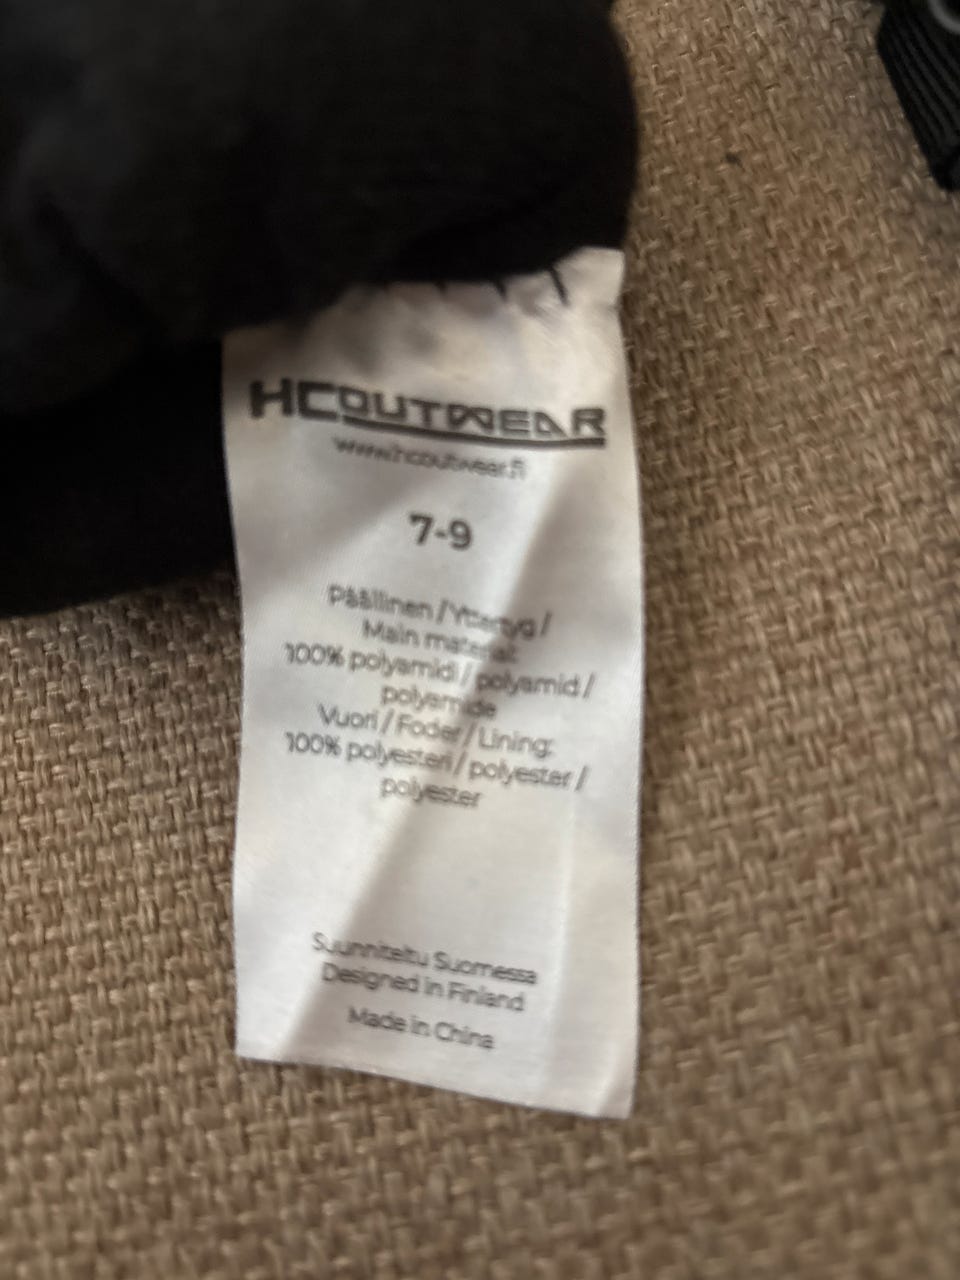 HCOUTWEAR
www.hcoutwear.fi
7-9
Päällinen / Yttertyg /
Main material:
100% polyamidi / polyamid /
polyamide
Vuori / Foder / Lining:
100% polyesteri / polyester /
polyester
Suunniteltu Suomessa
Designed in Finland
Made in China